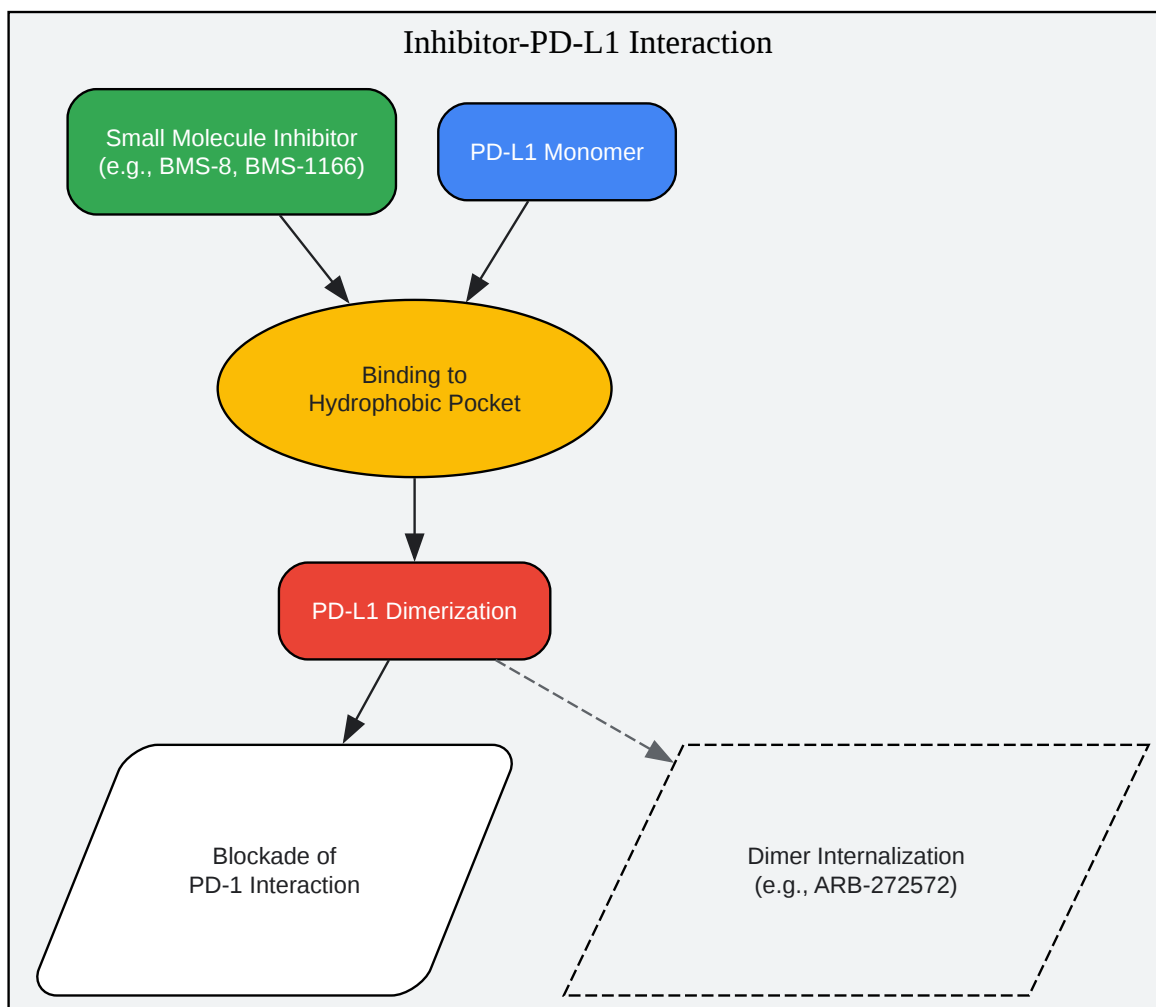 Inhibitor-PD-L1 Interaction
Small Molecule Inhibitor
(e.g., BMS-8, BMS-1166)
PD-L1 Monomer
Binding to
Hydrophobic Pocket
PD-L1 Dimerization
Blockade of
PD-1 Interaction
Dimer Internalization
(e.g., ARB-272572)